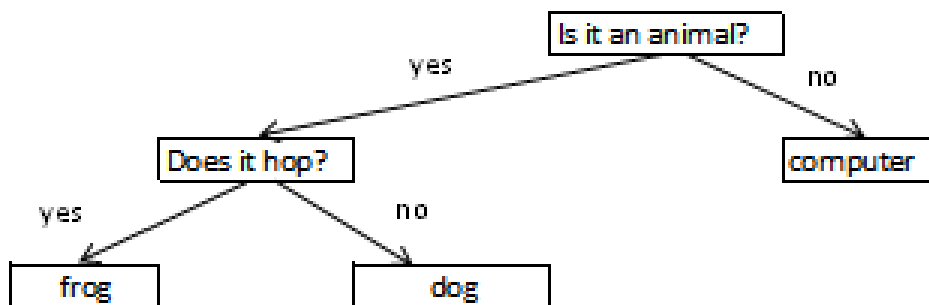 Is it an animal?
yes
no
Does it hop?
computer
yes
no
frog
dog